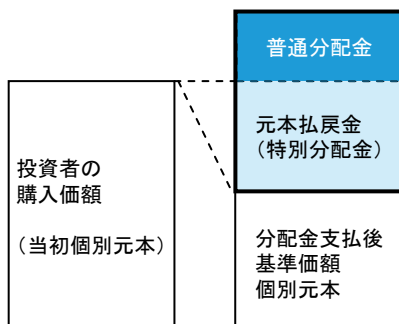 普通分配金
元本払戻金
（特別分配金）
投資者の
購入価額
（当初個別元本）
分配金支払後
基準価額
個別元本